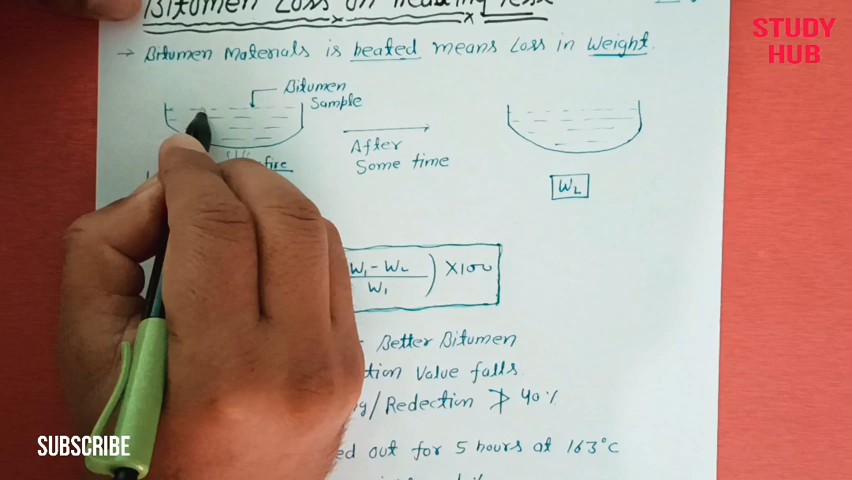 Bitumen Loss on Heating Test
→ Bitumen Materials is heated means Loss in Weight.
STUDY
HUB
Bitumen
Sample
fire
After
Some time
W2
W1 - W2
W1
) X100
Better Bitumen
tion Value falls.
g/Redection ≯ 40%
ed out for 5 hours at 163°c
SUBSCRIBE